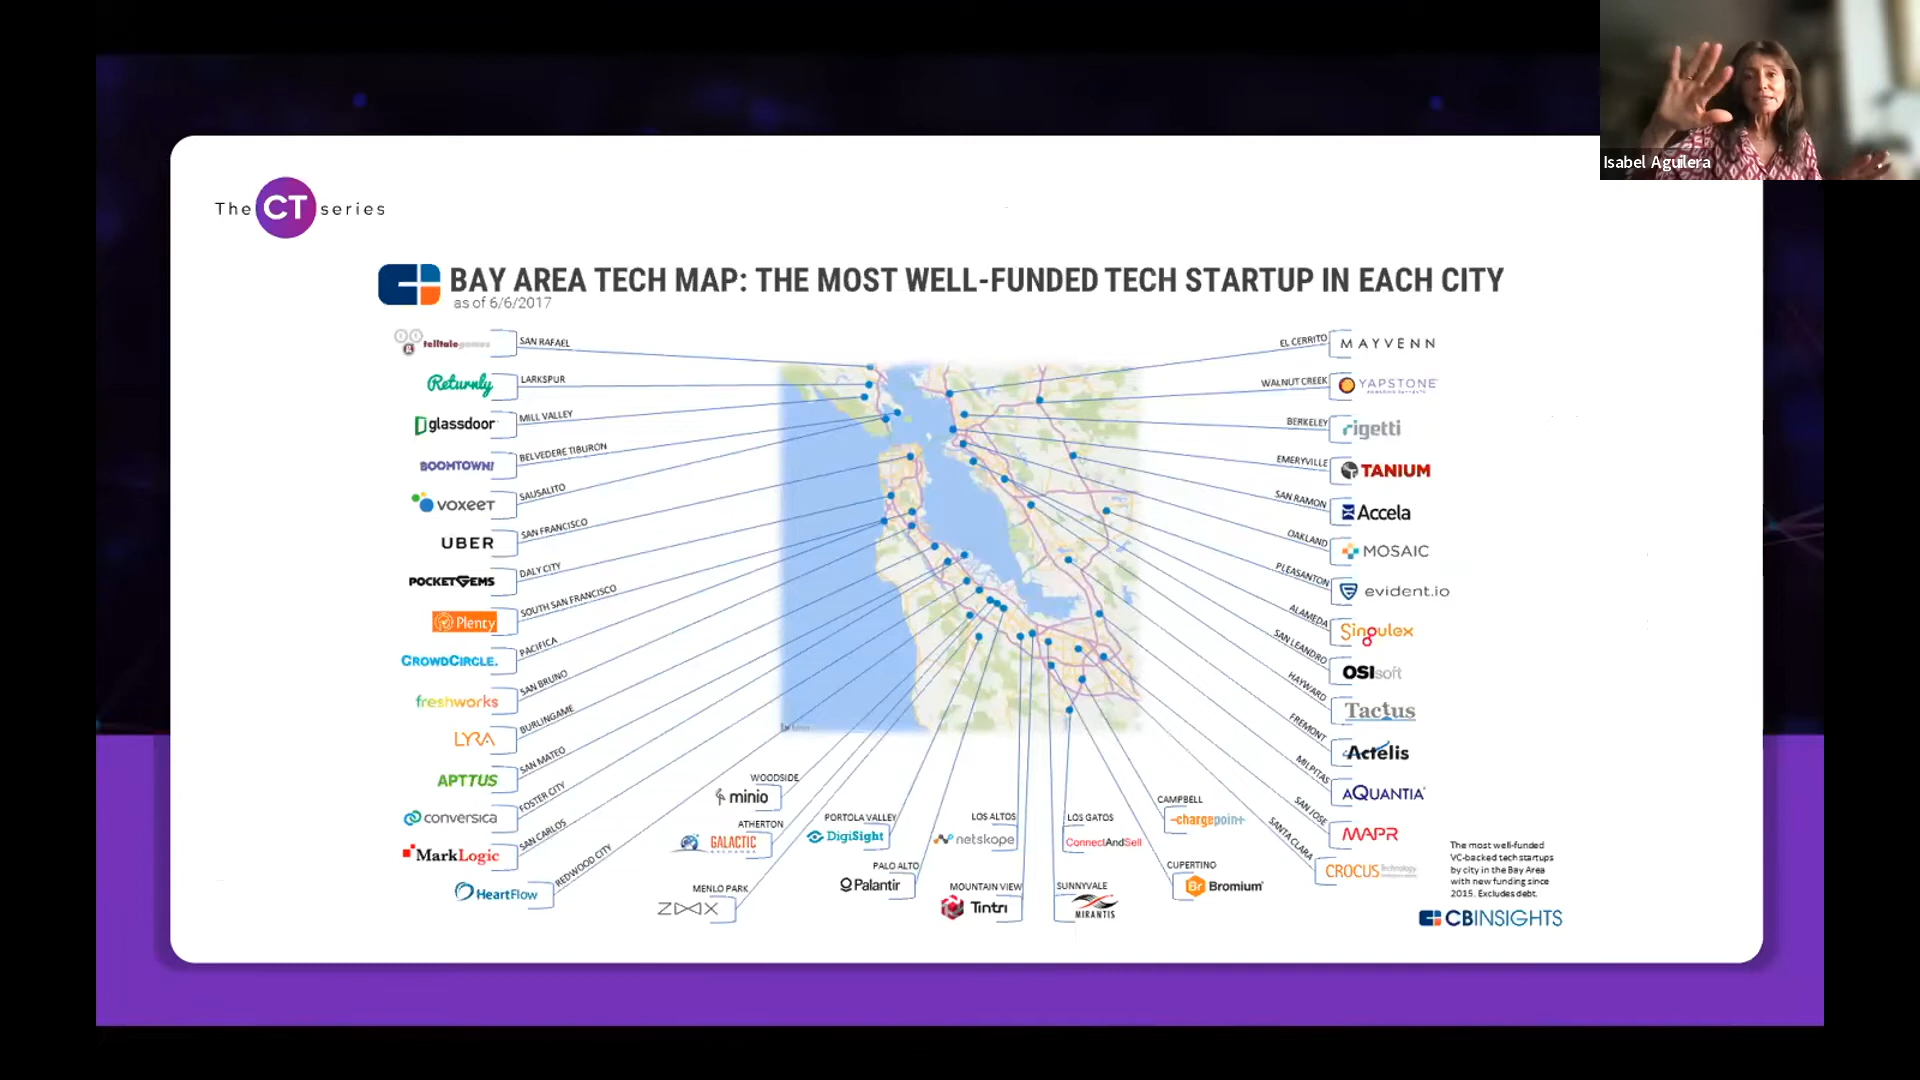 Isabel Aguilera
The CT series
BAY AREA TECH MAP: THE MOST WELL-FUNDED TECH STARTUP IN EACH CITY
as of 6/6/2017
telltale games
SAN RAFAEL
Returnly
LARKSPUR
glassdoor
MILL VALLEY
BOOMTOWN!
BELVEDERE TIBURON
voxeet
SAUSALITO
UBER
SAN FRANCISCO
POCKETGEMS
DALY CITY
Plenty
SOUTH SAN FRANCISCO
CROWDCIRCLE.
PACIFICA
freshworks
SAN BRUNO
LYRA
BURLINGAME
APTTUS
SAN MATEO
conversica
FOSTER CITY
MarkLogic
SAN CARLOS
HeartFlow
REDWOOD CITY
WOODSIDE
minio
ATHERTON
GALACTIC
EXCHANGE
MENLO PARK
ZOOX
PORTOLA VALLEY
DigiSight
PALO ALTO
Palantir
LOS ALTOS
netskope
MOUNTAIN VIEW
Tintri
LOS GATOS
ConnectAndSell
SUNNYVALE
MIRANTIS
CAMPBELL
-chargepoin+
CUPERTINO
Br Bromium
EL CERRITO
MAYVENN
WALNUT CREEK
YAPSTONE
BERKELEY
rigetti
EMERYVILLE
TANIUM
SAN RAMON
Accela
OAKLAND
MOSAIC
PLEASANTON
evident.io
ALAMEDA
Singulex
SAN LEANDRO
OSIsoft
HAYWARD
Tactus
FREMONT
Actelis
MILPITAS
AQUANTIA
SAN JOSE
MAPR
SANTA CLARA
CROCUS Technology
The most well-funded
VC-backed tech startups
by city in the Bay Area
with new funding since
2015. Excludes debt.
CBINSIGHTS